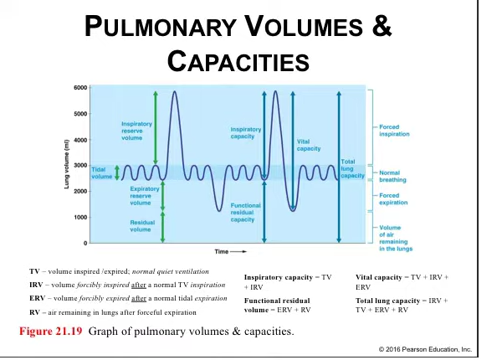 PULMONARY VOLUMES &
CAPACITIES
Lung volume (ml)
6000
5000
4000
3000
2000
1000
0
Inspiratory
reserve
volume
Inspiratory
capacity
Vital
capacity
Total
lung
capacity
Total
volume
Expiratory
reserve
volume
Residual
volume
Functional
residual
capacity
Forced
inspiration
Normal
breathing
Forced
expiration
Volume
of air
remaining
in the lungs
Time
TV – volume inspired /expired; normal quiet ventilation
IRV – volume forcibly inspired after a normal TV inspiration
ERV – volume forcibly expired after a normal tidal expiration
RV – air remaining in lungs after forceful expiration
Inspiratory capacity = TV
+ IRV
Functional residual
volume = ERV + RV
Vital capacity = TV + IRV +
ERV
Total lung capacity = IRV +
TV + ERV + RV
Figure 21.19 Graph of pulmonary volumes & capacities.
© 2016 Pearson Education, Inc.